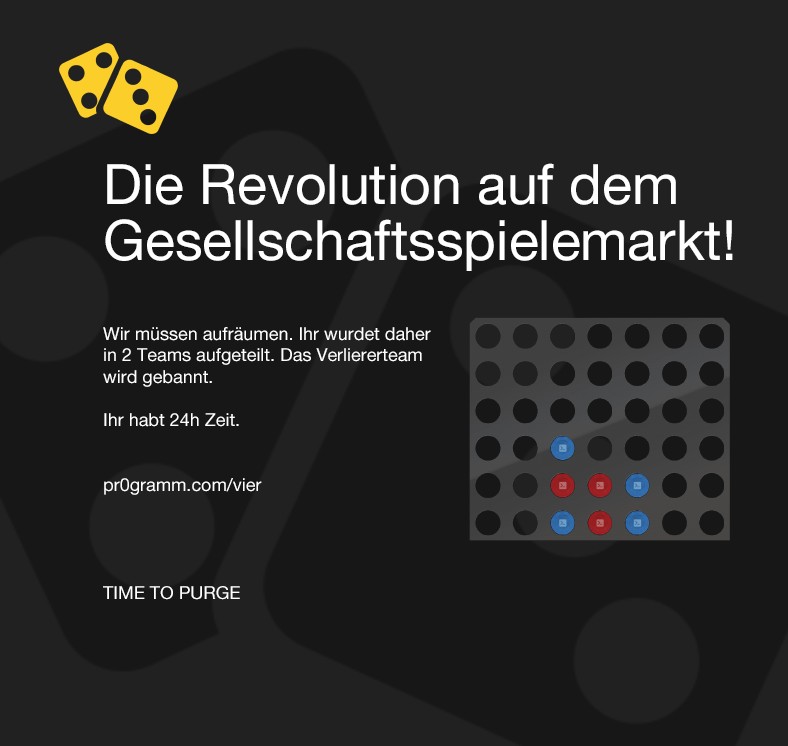 Die Revolution auf dem
Gesellschaftsspielemarkt!
Wir müssen aufräumen. Ihr wurdet daher
in 2 Teams aufgeteilt. Das Verliererteam
wird gebannt.
Ihr habt 24h Zeit.
pr0gramm.com/vier
TIME TO PURGE